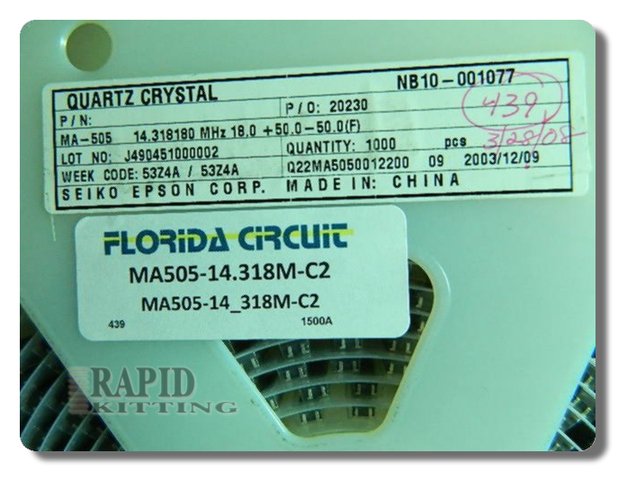 QUARTZ CRYSTAL NB10-001077
P/N: P/O: 20230
439
MA-505 14.318180 MHz 18.0 +50.0-50.0(F)
3/28/08
LOT NO: J490451000002 QUANTITY: 1000 pcs
WEEK CODE: 53Z4A / 53Z4A Q22MA5050012200 09 2003/12/09
SEIKO EPSON CORP. MADE IN: CHINA
FLORIDA CIRCUIT
MA505-14.318M-C2
MA505-14_318M-C2
439 1500A
RAPID
KITTING